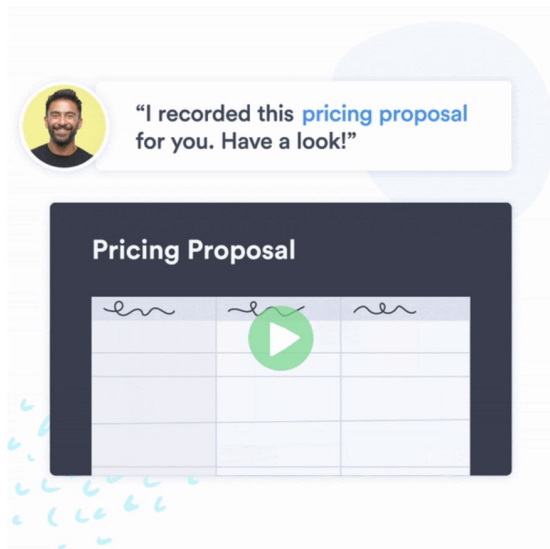 “I recorded this pricing proposal
for you. Have a look!”
Pricing Proposal